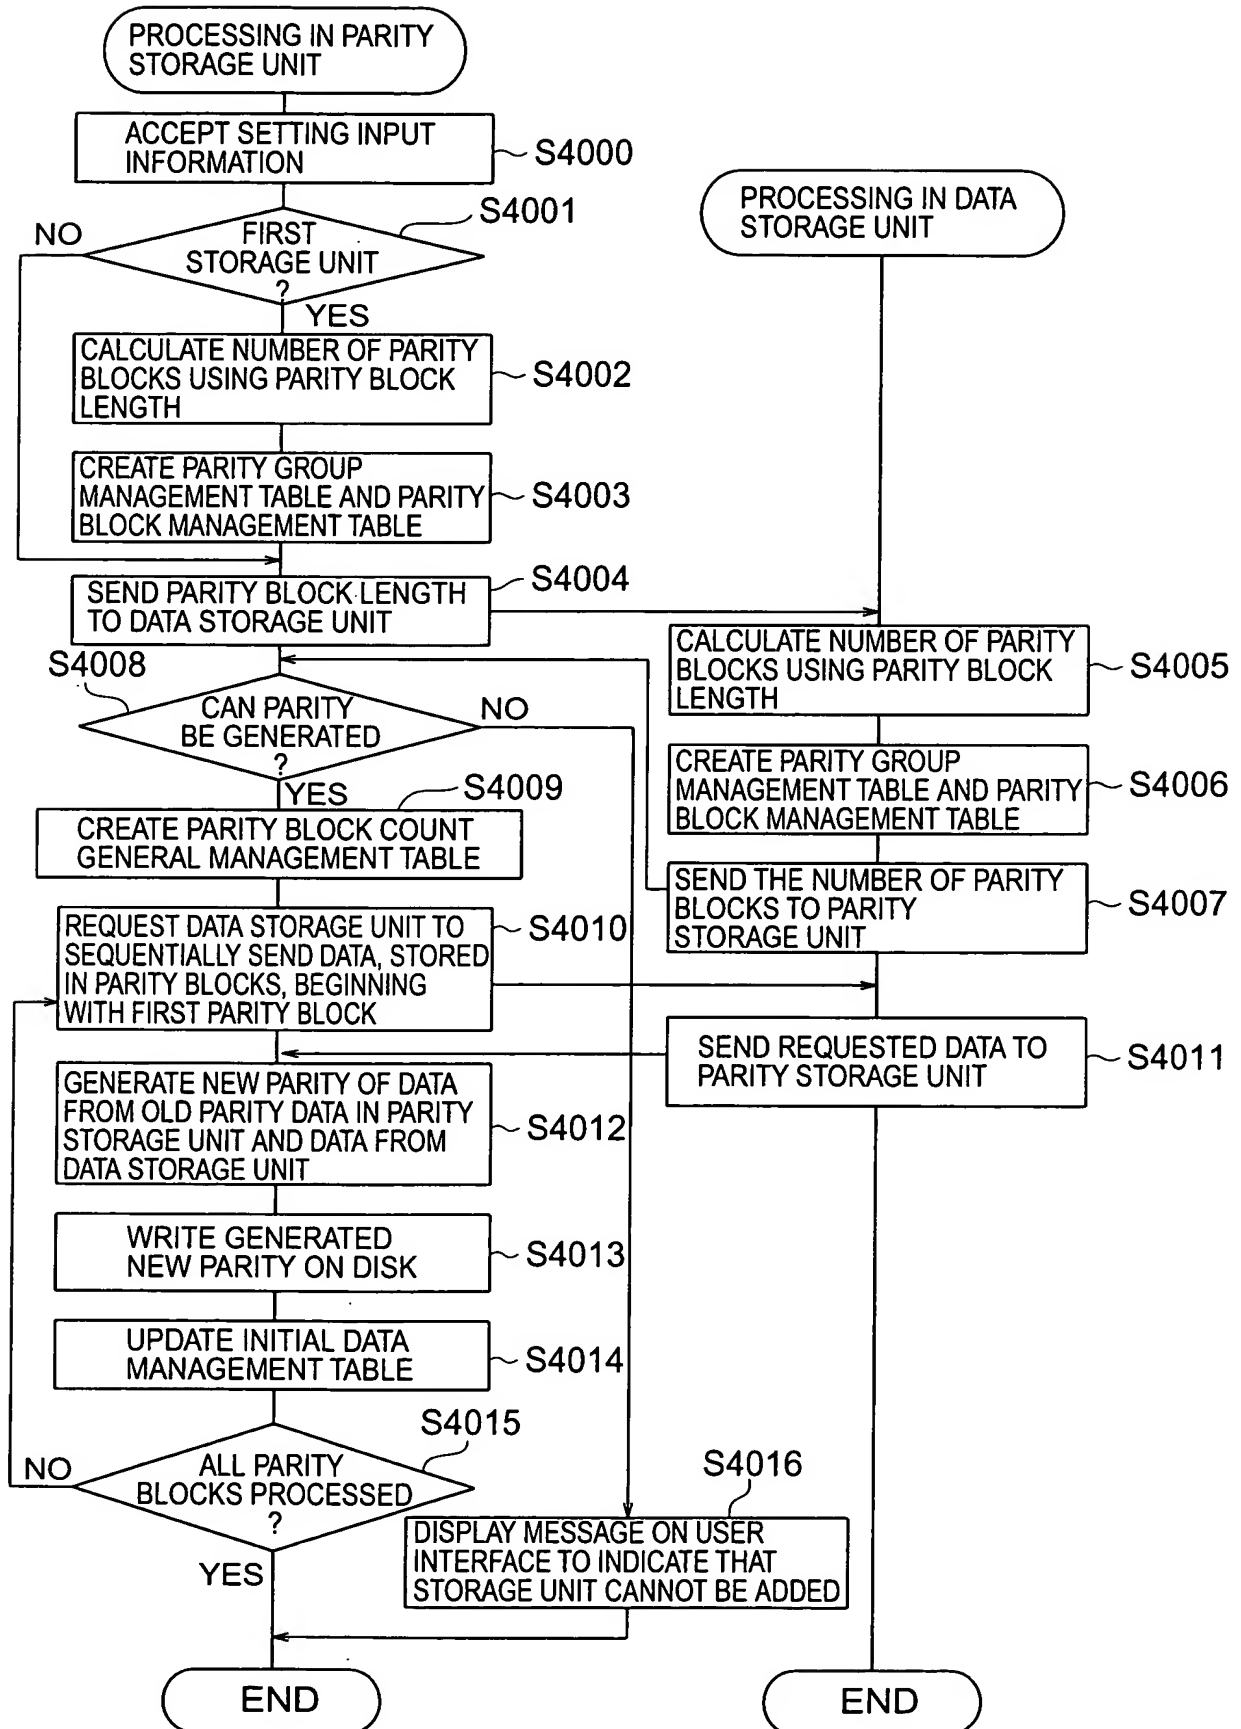 PROCESSING IN PARITY
STORAGE UNIT
ACCEPT SETTING INPUT
INFORMATION
S4000
S4001
NO
FIRST
STORAGE UNIT
?
YES
CALCULATE NUMBER OF PARITY
BLOCKS USING PARITY BLOCK
LENGTH
S4002
CREATE PARITY GROUP
MANAGEMENT TABLE AND PARITY
BLOCK MANAGEMENT TABLE
S4003
SEND PARITY BLOCK LENGTH
TO DATA STORAGE UNIT
S4004
S4008
CAN PARITY
BE GENERATED
?
NO
YES
S4009
CREATE PARITY BLOCK COUNT
GENERAL MANAGEMENT TABLE
REQUEST DATA STORAGE UNIT TO
SEQUENTIALLY SEND DATA, STORED
IN PARITY BLOCKS, BEGINNING
WITH FIRST PARITY BLOCK
S4010
GENERATE NEW PARITY OF DATA
FROM OLD PARITY DATA IN PARITY
STORAGE UNIT AND DATA FROM
DATA STORAGE UNIT
S4012
WRITE GENERATED
NEW PARITY ON DISK
S4013
UPDATE INITIAL DATA
MANAGEMENT TABLE
S4014
S4015
NO
ALL PARITY
BLOCKS PROCESSED
?
YES
S4016
DISPLAY MESSAGE ON USER
INTERFACE TO INDICATE THAT
STORAGE UNIT CANNOT BE ADDED
END
PROCESSING IN DATA
STORAGE UNIT
CALCULATE NUMBER OF PARITY
BLOCKS USING PARITY BLOCK
LENGTH
S4005
CREATE PARITY GROUP
MANAGEMENT TABLE AND PARITY
BLOCK MANAGEMENT TABLE
S4006
SEND THE NUMBER OF PARITY
BLOCKS TO PARITY
STORAGE UNIT
S4007
SEND REQUESTED DATA TO
PARITY STORAGE UNIT
S4011
END